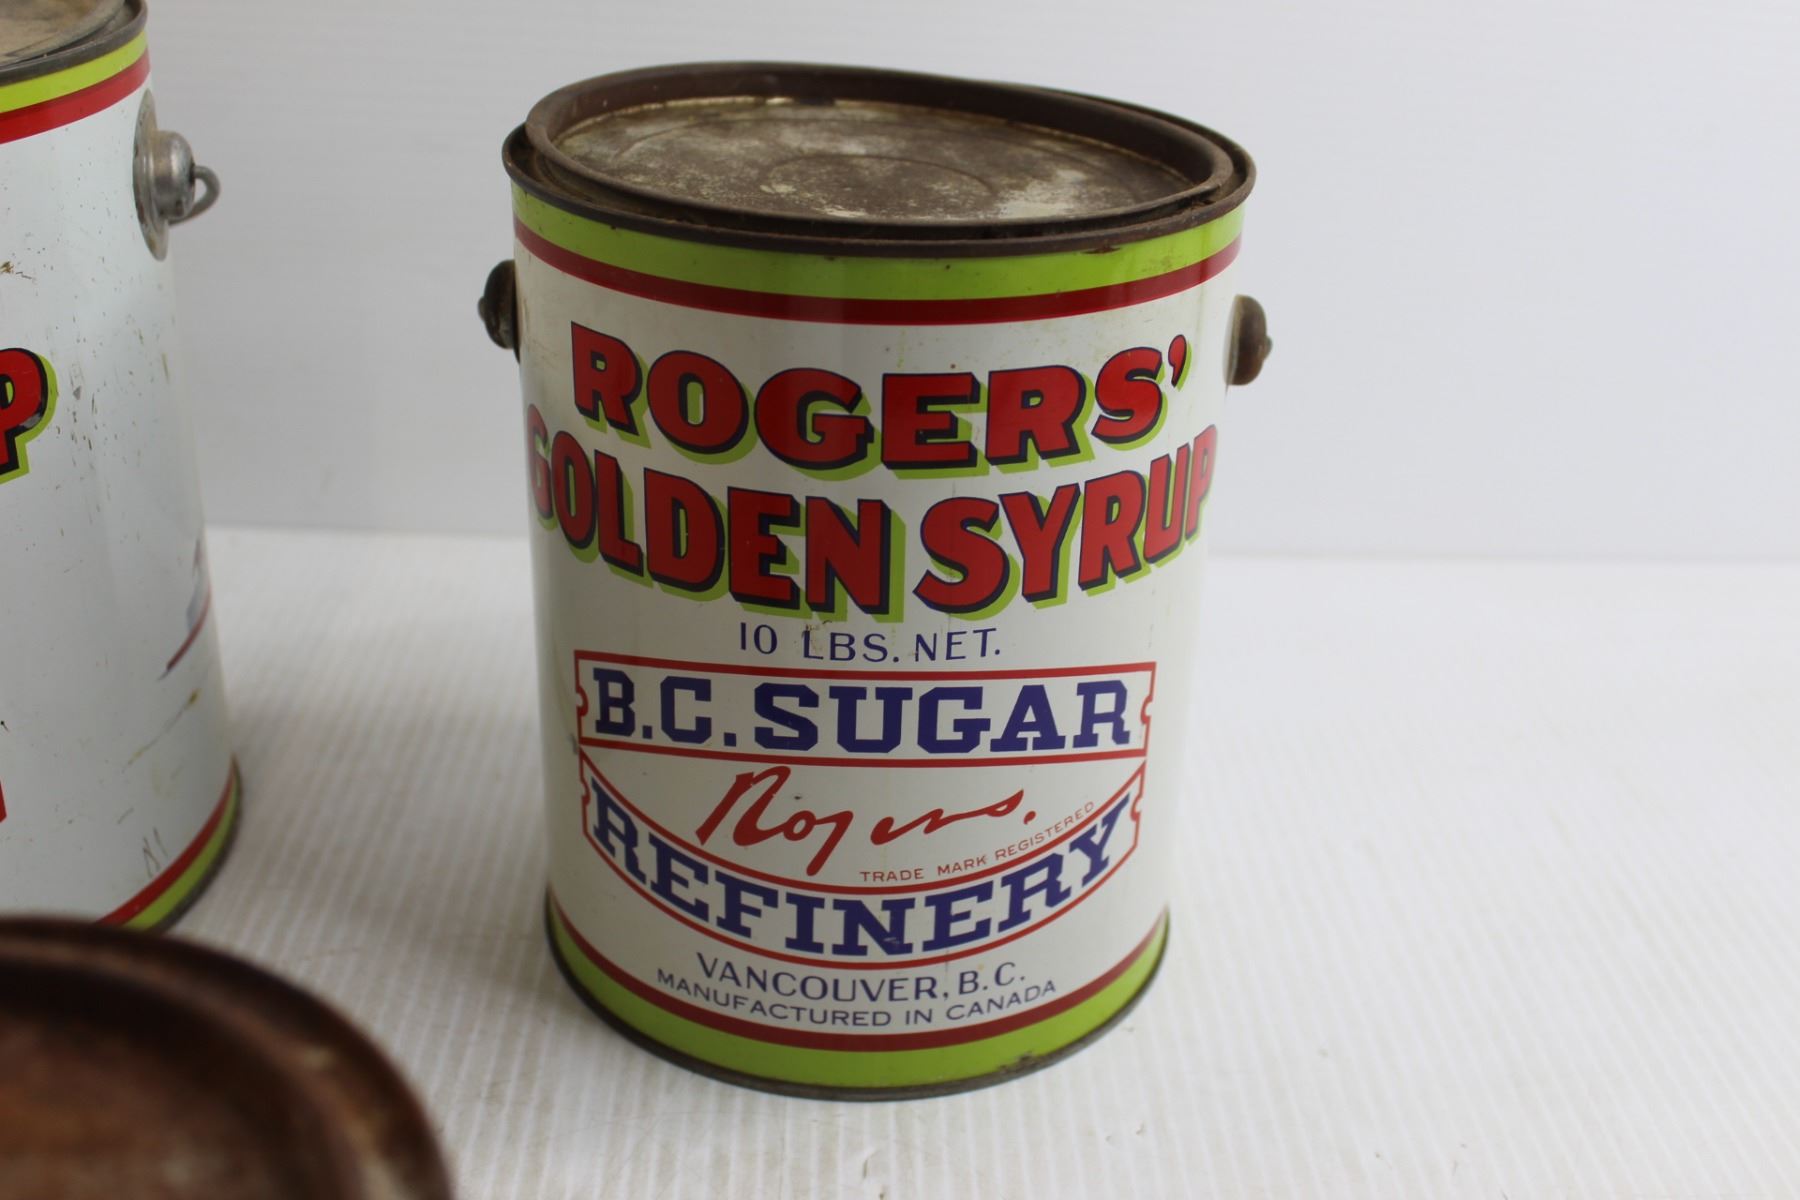 ROGERS'
GOLDEN SYRUP
10 LBS. NET.
B.C. SUGAR
Rogers.
TRADE MARK REGISTERED
REFINERY
VANCOUVER, B.C.
MANUFACTURED IN CANADA
P